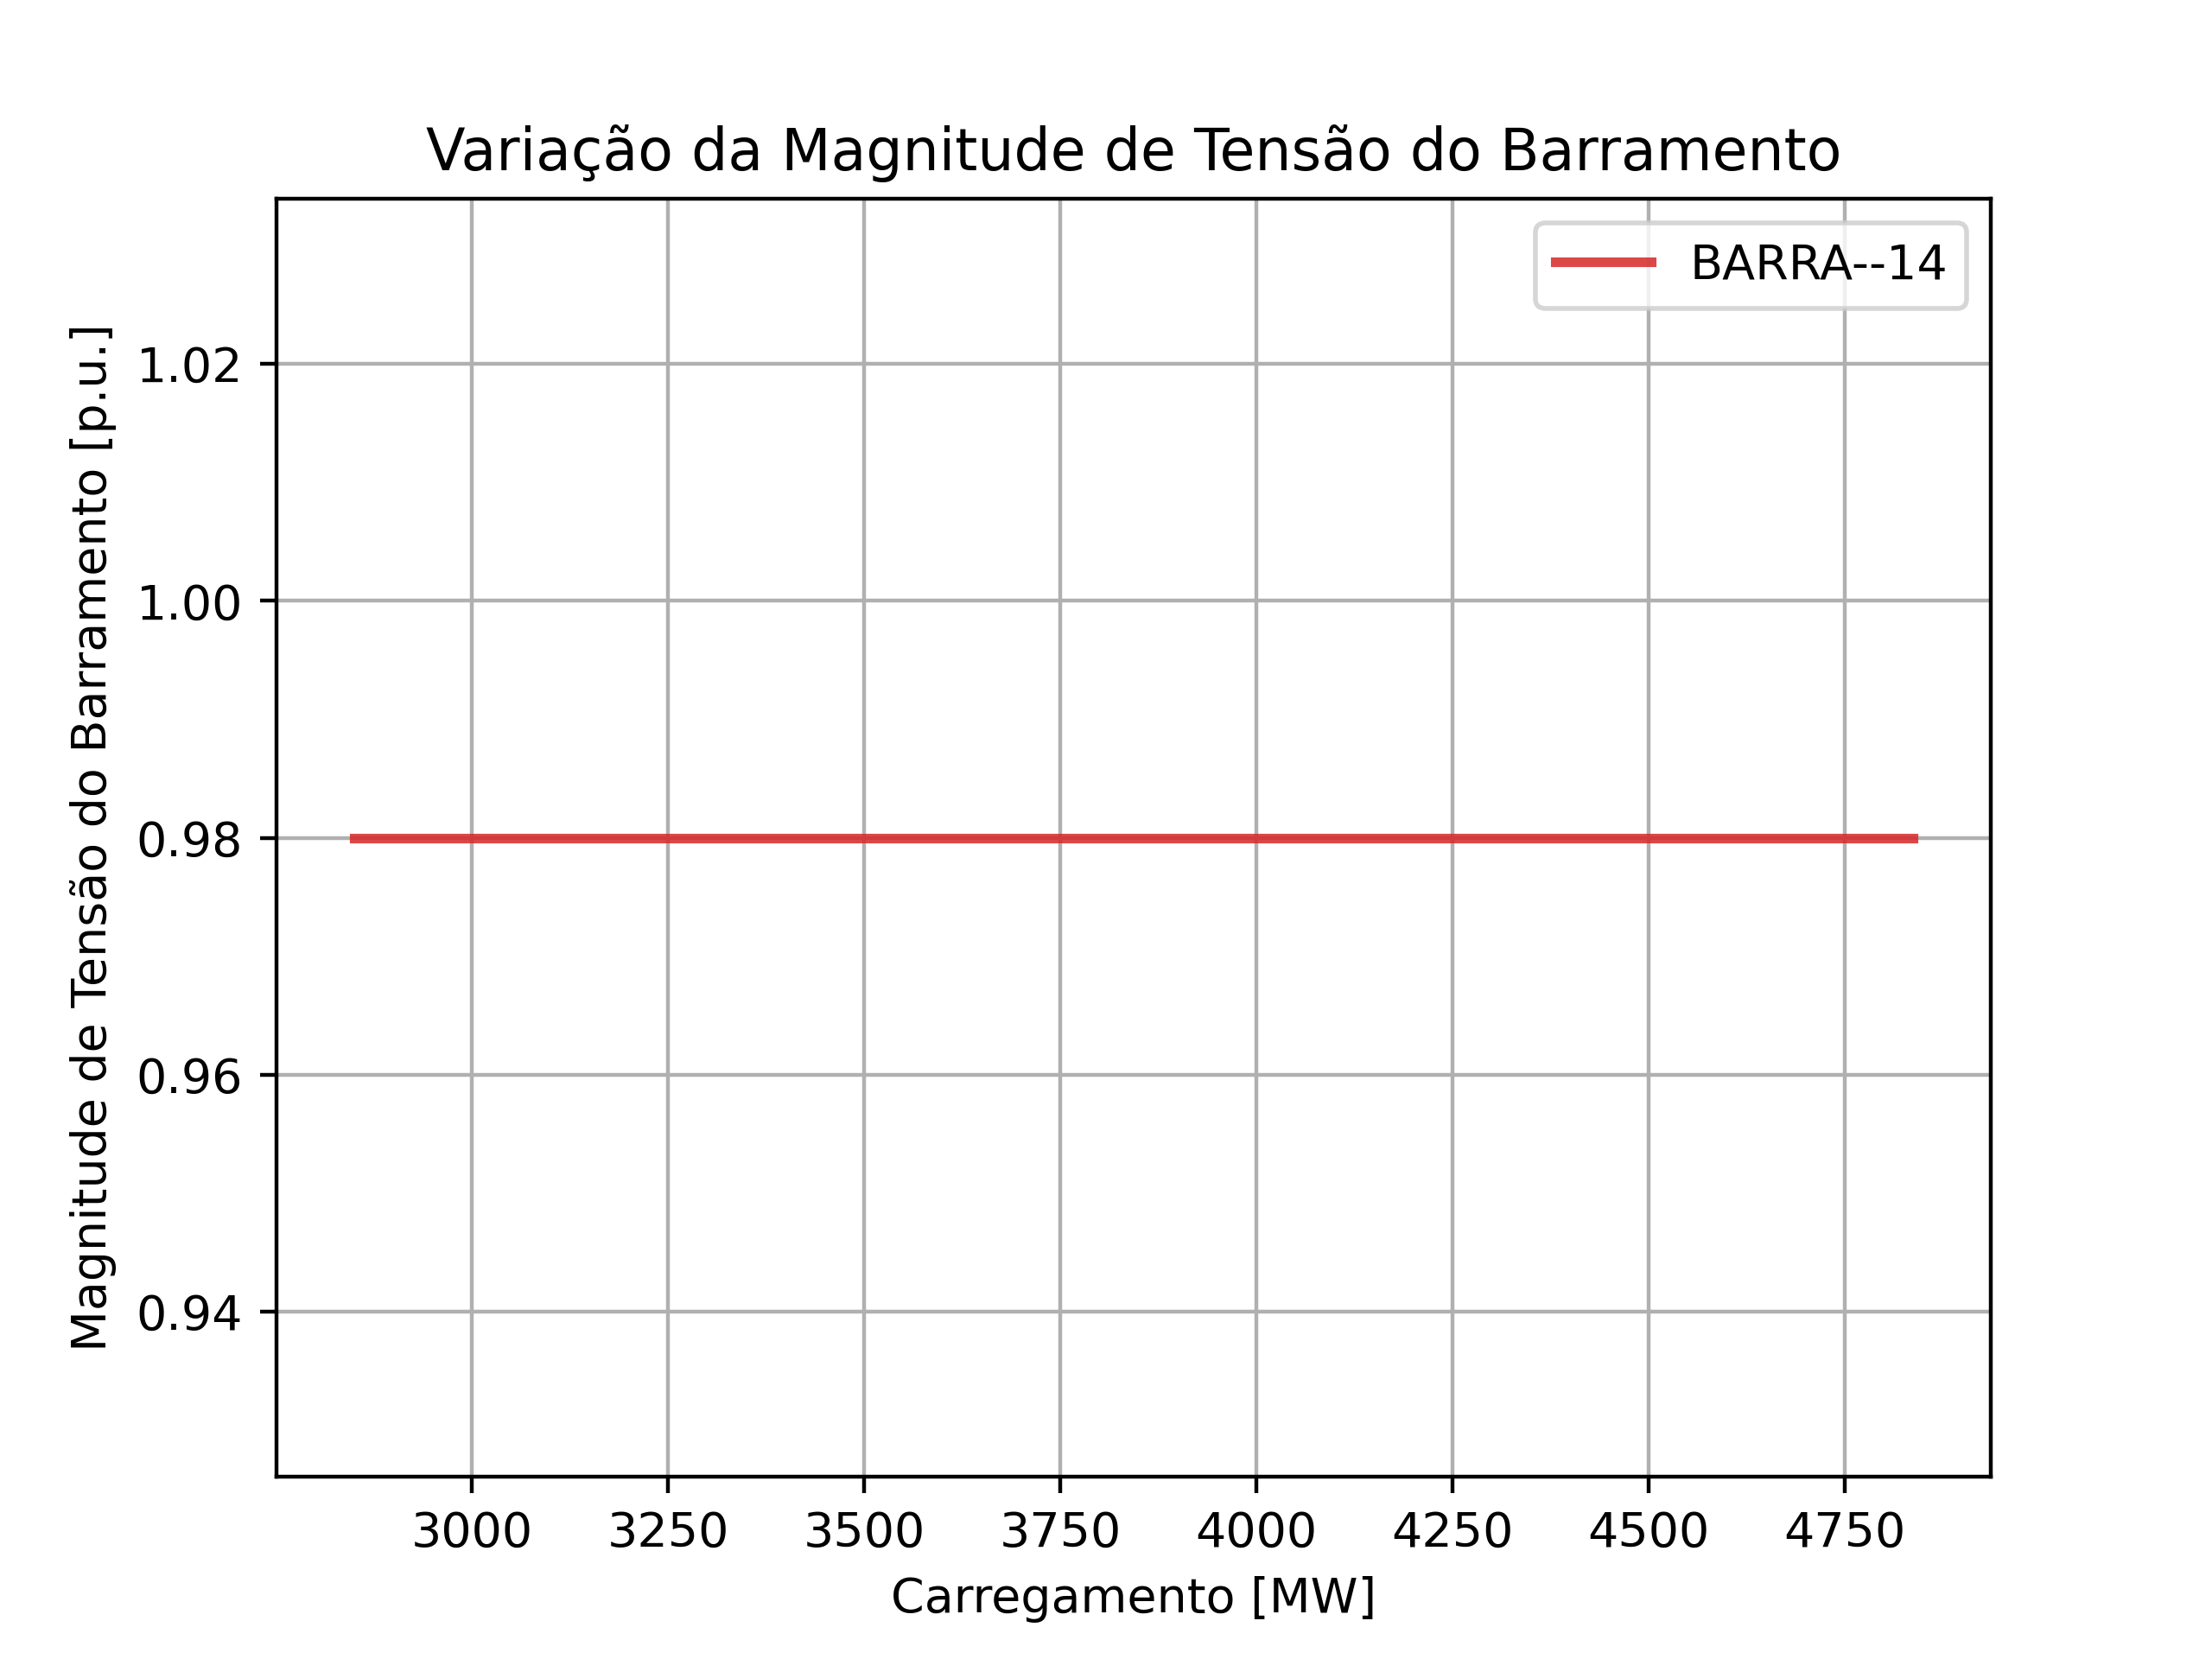 Variação da Magnitude de Tensão do Barramento
BARRA--14
Magnitude de Tensão do Barramento [p.u.]
1.02
1.00
0.98
0.96
0.94
3000 3250 3500 3750 4000 4250 4500 4750
Carregamento [MW]